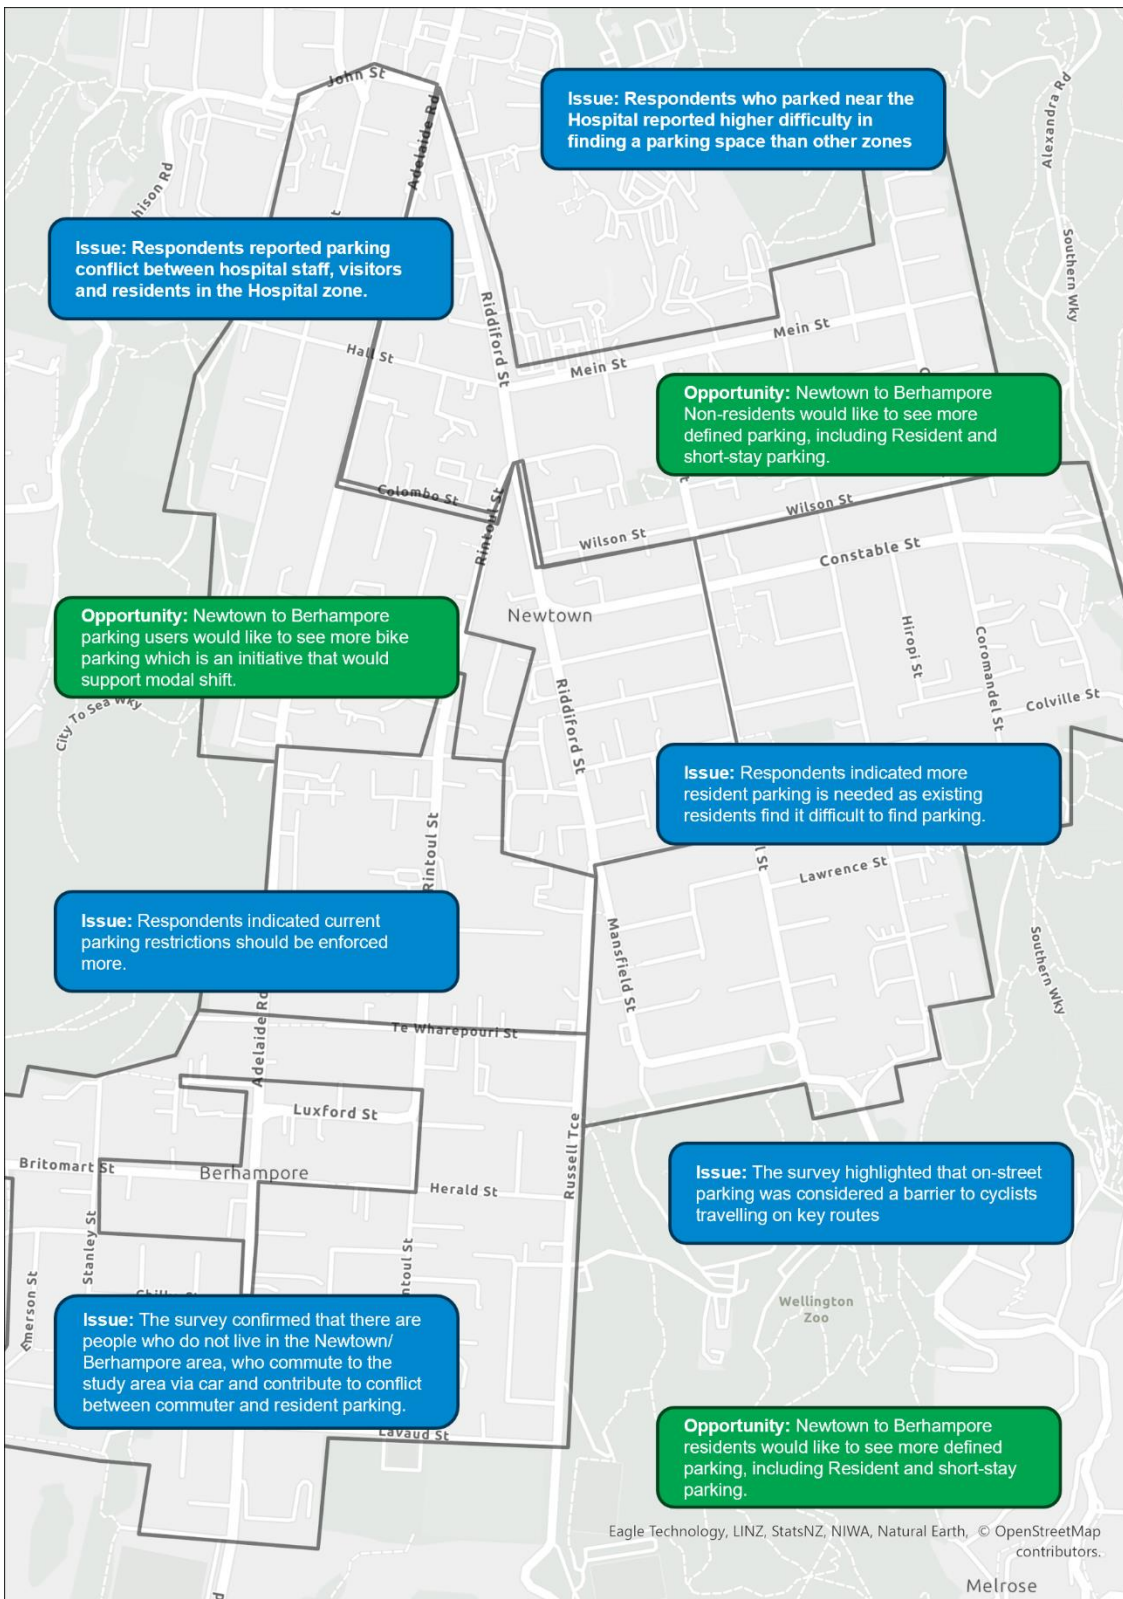 John St
Adelaide Rd
Alexandra Rd
Issue: Respondents who parked near the
Hospital reported higher difficulty in
finding a parking space than other zones
hison Rd
t
Issue: Respondents reported parking
conflict between hospital staff, visitors
and residents in the Hospital zone.
Southern Wky
Riddiford St
Mein St
Hall St
Mein St
Opportunity: Newtown to Berhampore
Non-residents would like to see more
defined parking, including Resident and
short-stay parking.
Colombo St
Rintoul St
Wilson St
Wilson St
Constable St
Newtown
Opportunity: Newtown to Berhampore
parking users would like to see more bike
parking which is an initiative that would
support modal shift.
Hiropi St
Coromandel St
Colville St
City To Sea Wky
Riddiford St
Issue: Respondents indicated more
resident parking is needed as existing
residents find it difficult to find parking.
Rintoul St
l St
Lawrence St
Issue: Respondents indicated current
parking restrictions should be enforced
more.
Mansfield St
Southern Wky
Adelaide Rd
Te Wharepouri St
Luxford St
Russell Tce
Britomart St
Berhampore
Herald St
Issue: The survey highlighted that on-street
parking was considered a barrier to cyclists
travelling on key routes
Stanley St
ntoul St
Emerson St
Wellington
Zoo
Issue: The survey confirmed that there are
people who do not live in the Newtown/
Berhampore area, who commute to the
study area via car and contribute to conflict
between commuter and resident parking.
Lavaud St
Opportunity: Newtown to Berhampore
residents would like to see more defined
parking, including Resident and short-stay
parking.
Eagle Technology, LINZ, StatsNZ, NIWA, Natural Earth, © OpenStreetMap
contributors.
Melrose